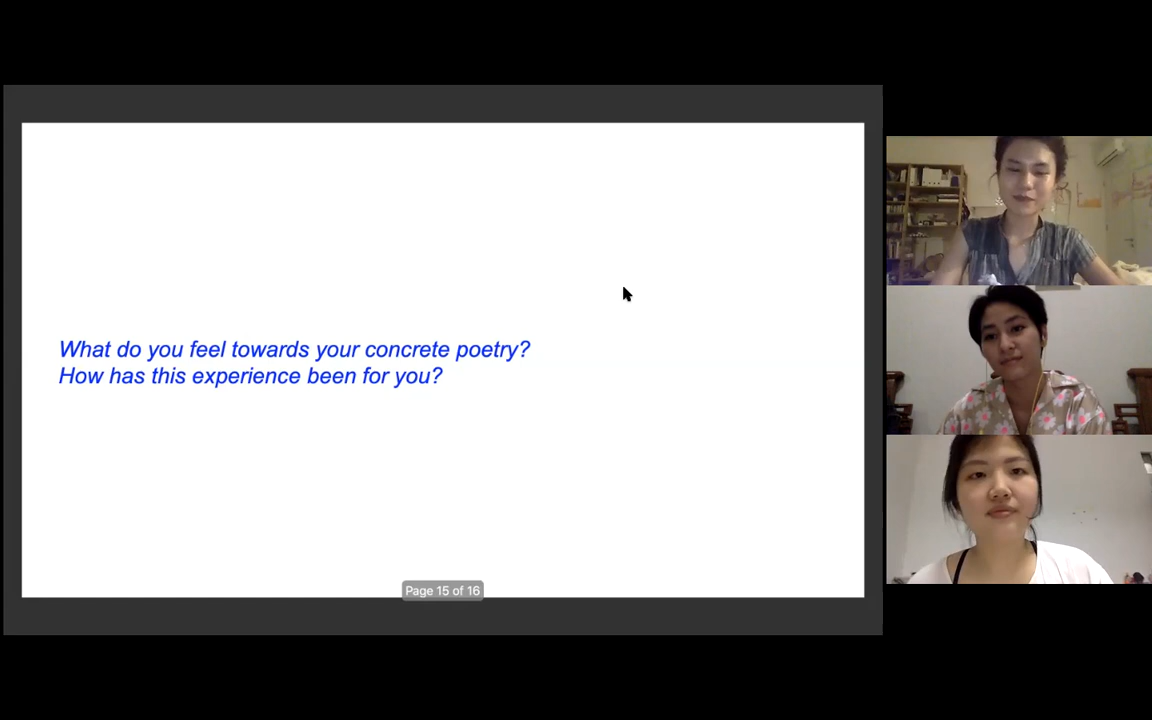 What do you feel towards your concrete poetry?
How has this experience been for you?
Page 15 of 16